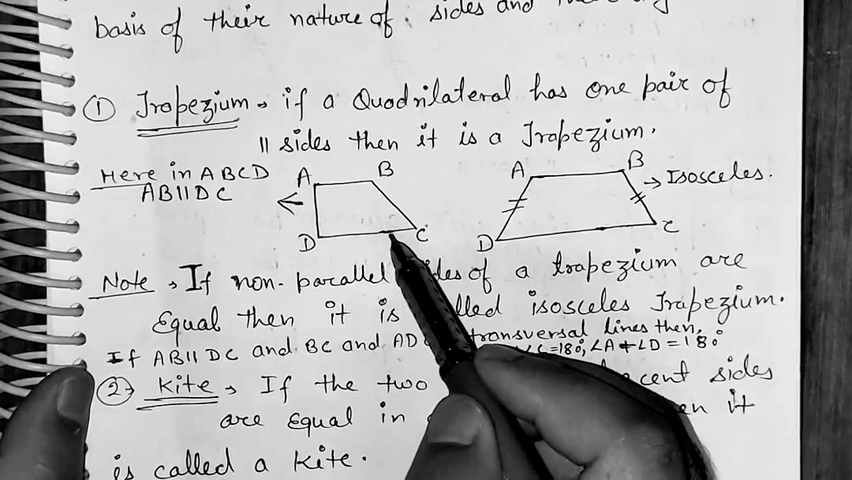 basis of their nature of. sides and
① Trapezium → if a Quadrilateral has one pair of
|| sides then it is a Trapezium.
Here in ABCD
AB||DC
A B
D C
A B → Isosceles.
D C
Note → If non-parallel sides of a trapezium are
Equal then it is called isosceles Trapezium.
If AB||DC and BC and AD transversal lines then,
∠C=180°, ∠A+∠D=180°
② Kite → If the two sides
are Equal in it
is called a Kite.